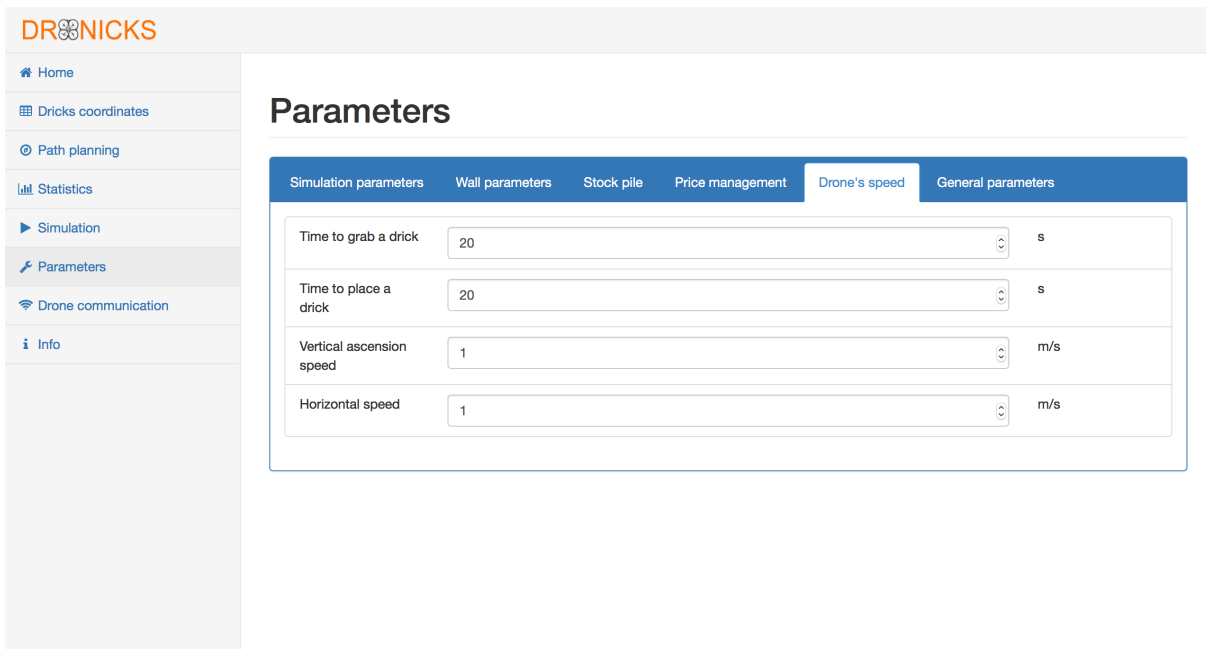 DRONICKS
Home
Dricks coordinates
Path planning
Statistics
Simulation
Parameters
Drone communication
Info
Parameters
Simulation parameters Wall parameters Stock pile Price management Drone's speed General parameters
Time to grab a drick 20 s
Time to place a
drick 20 s
Vertical ascension
speed 1 m/s
Horizontal speed 1 m/s